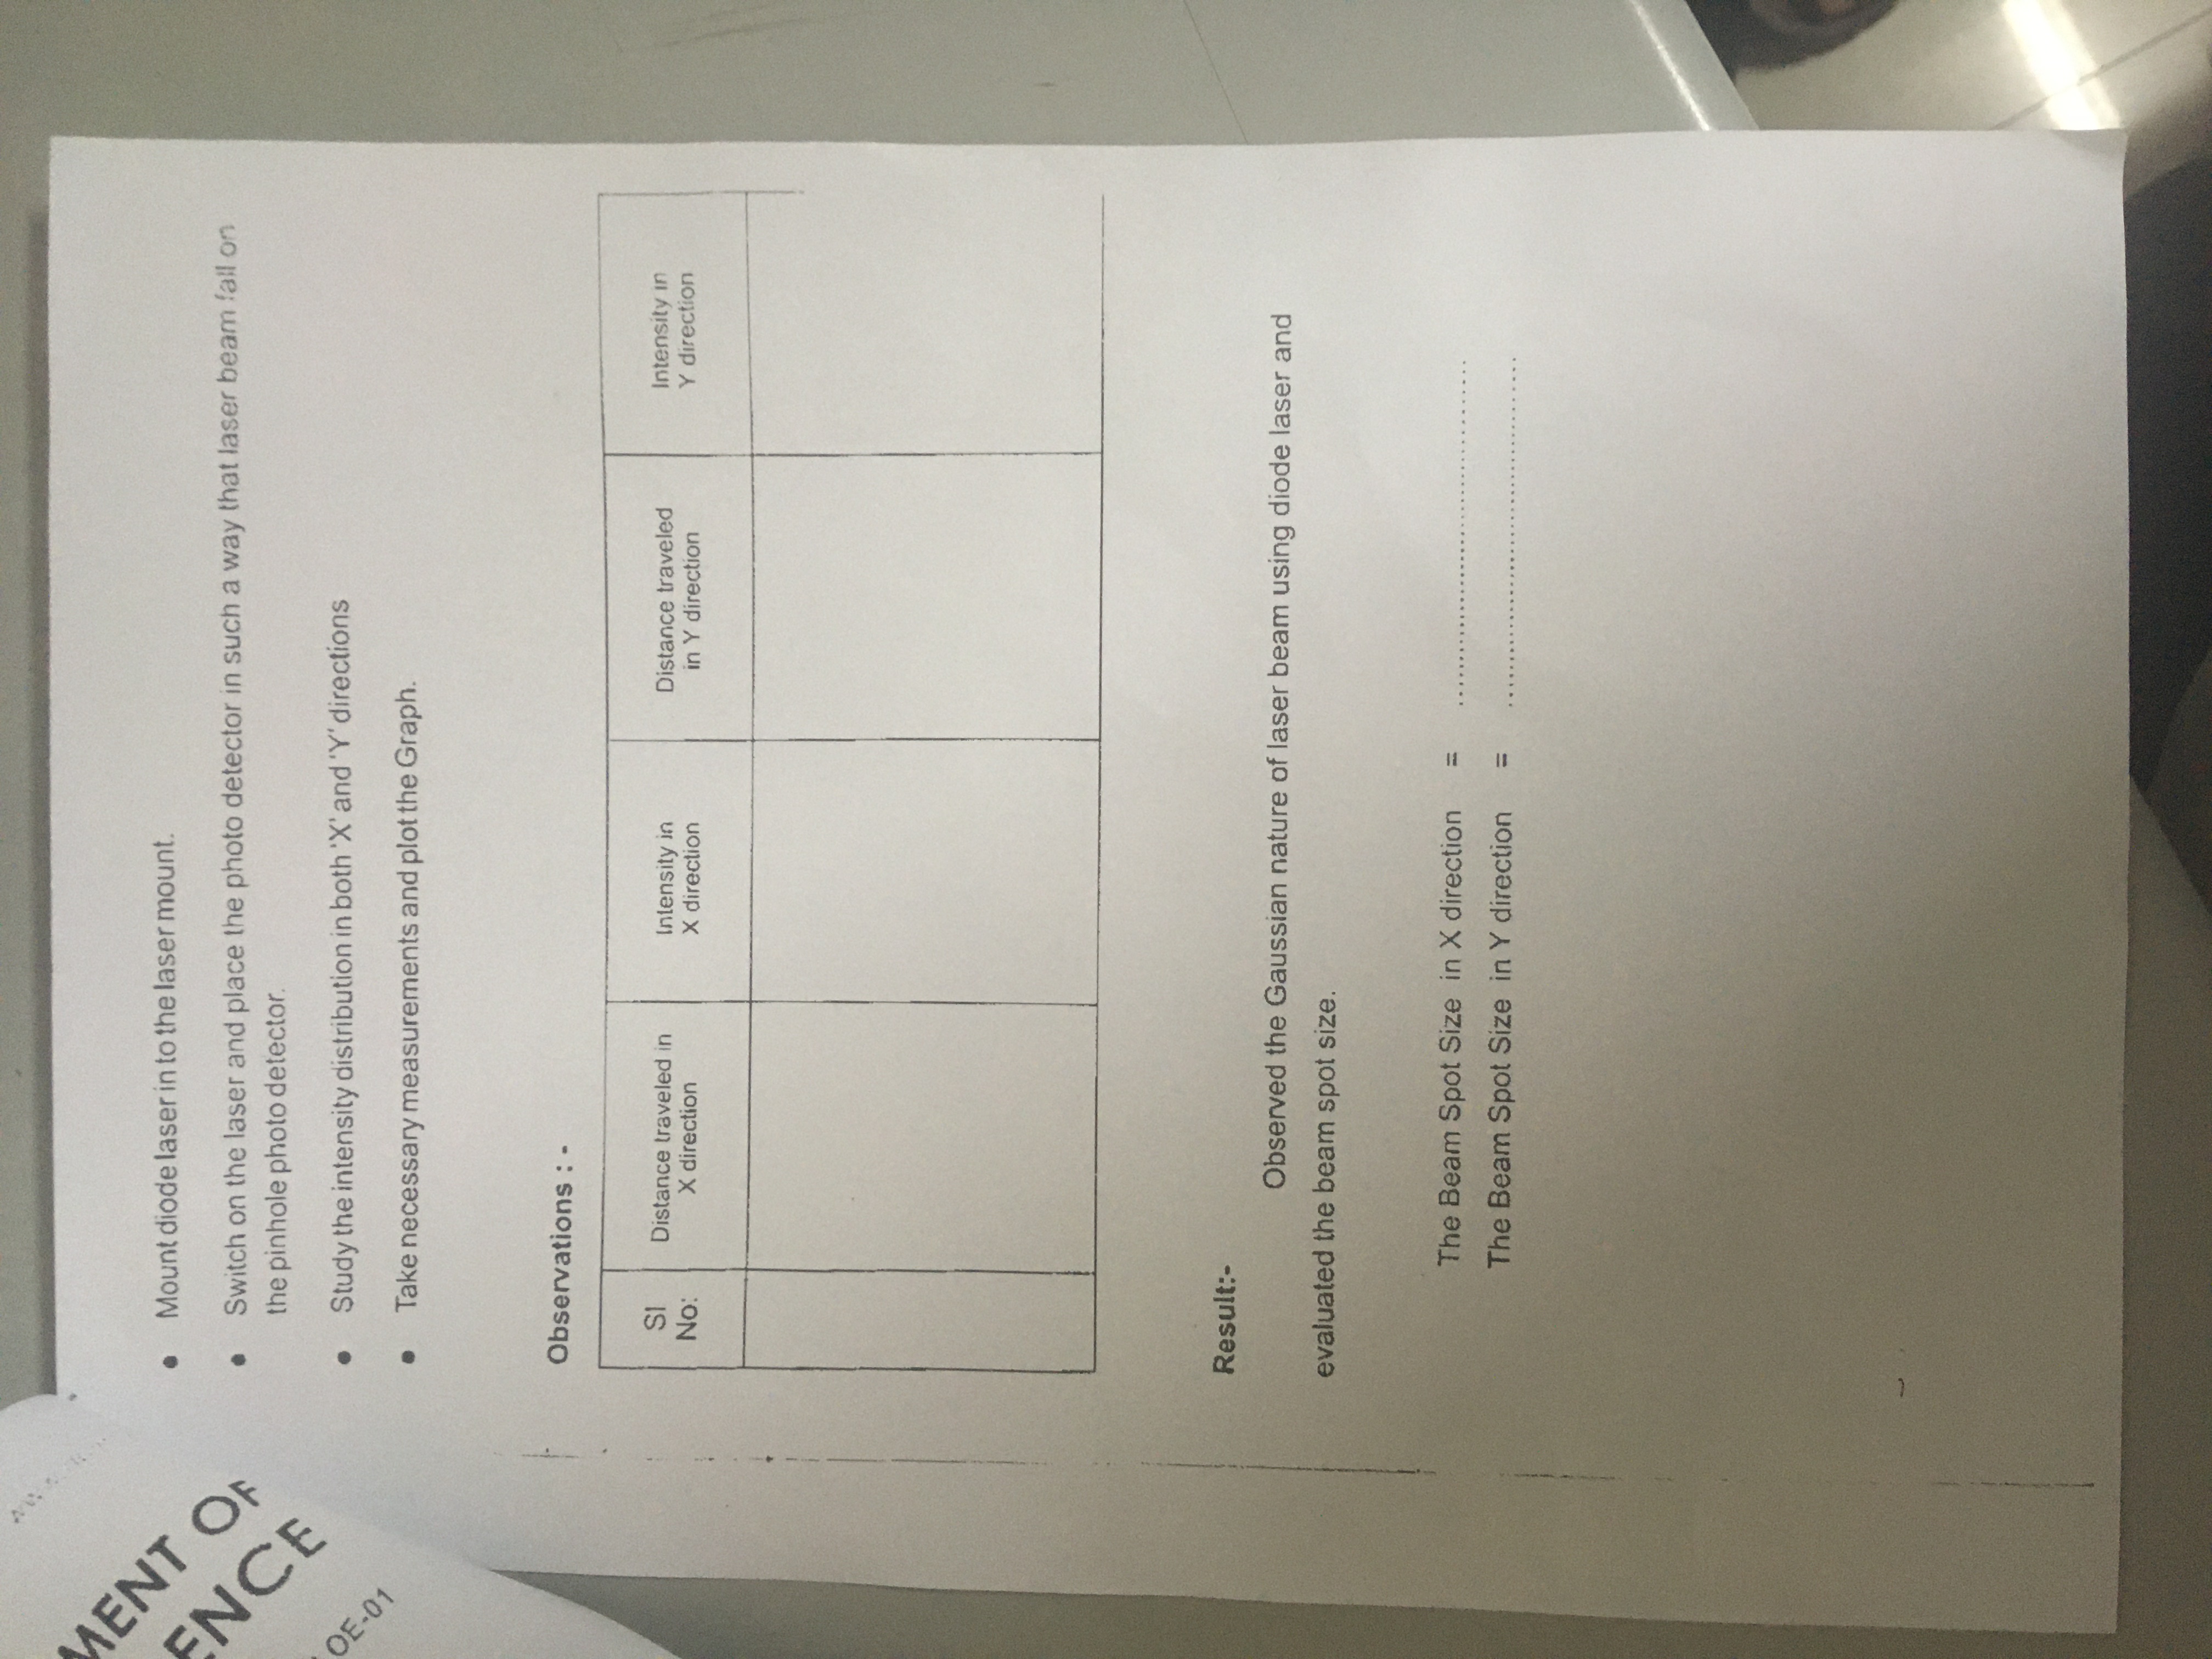 MENT OF
ENCE
OE-01
• Mount diode laser in to the laser mount.
• Switch on the laser and place the photo detector in such a way that laser beam fall on
the pinhole photo detector.
• Study the intensity distribution in both 'X' and 'Y' directions
• Take necessary measurements and plot the Graph.
Observations : -
Sl
No:
Distance traveled in
X direction
Intensity in
X direction
Distance traveled
in Y direction
Intensity in
Y direction
Result:-
Observed the Gaussian nature of laser beam using diode laser and
evaluated the beam spot size.
The Beam Spot Size in X direction = ........................................
The Beam Spot Size in Y direction = ........................................